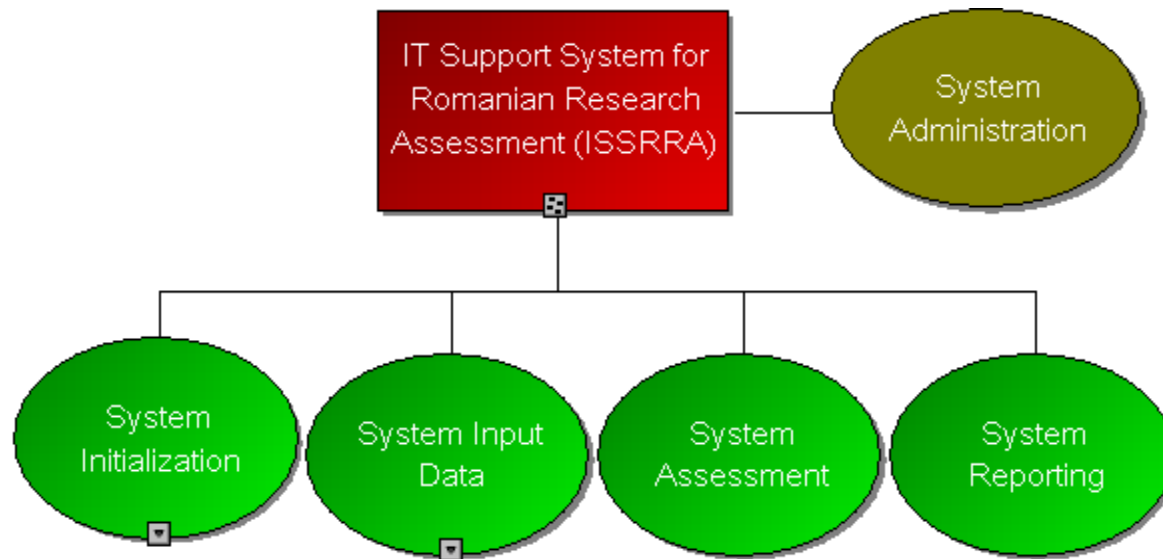 IT Support System for
Romanian Research
Assessment (ISSRRA)
System
Administration
System
Initialization
System Input
Data
System
Assessment
System
Reporting